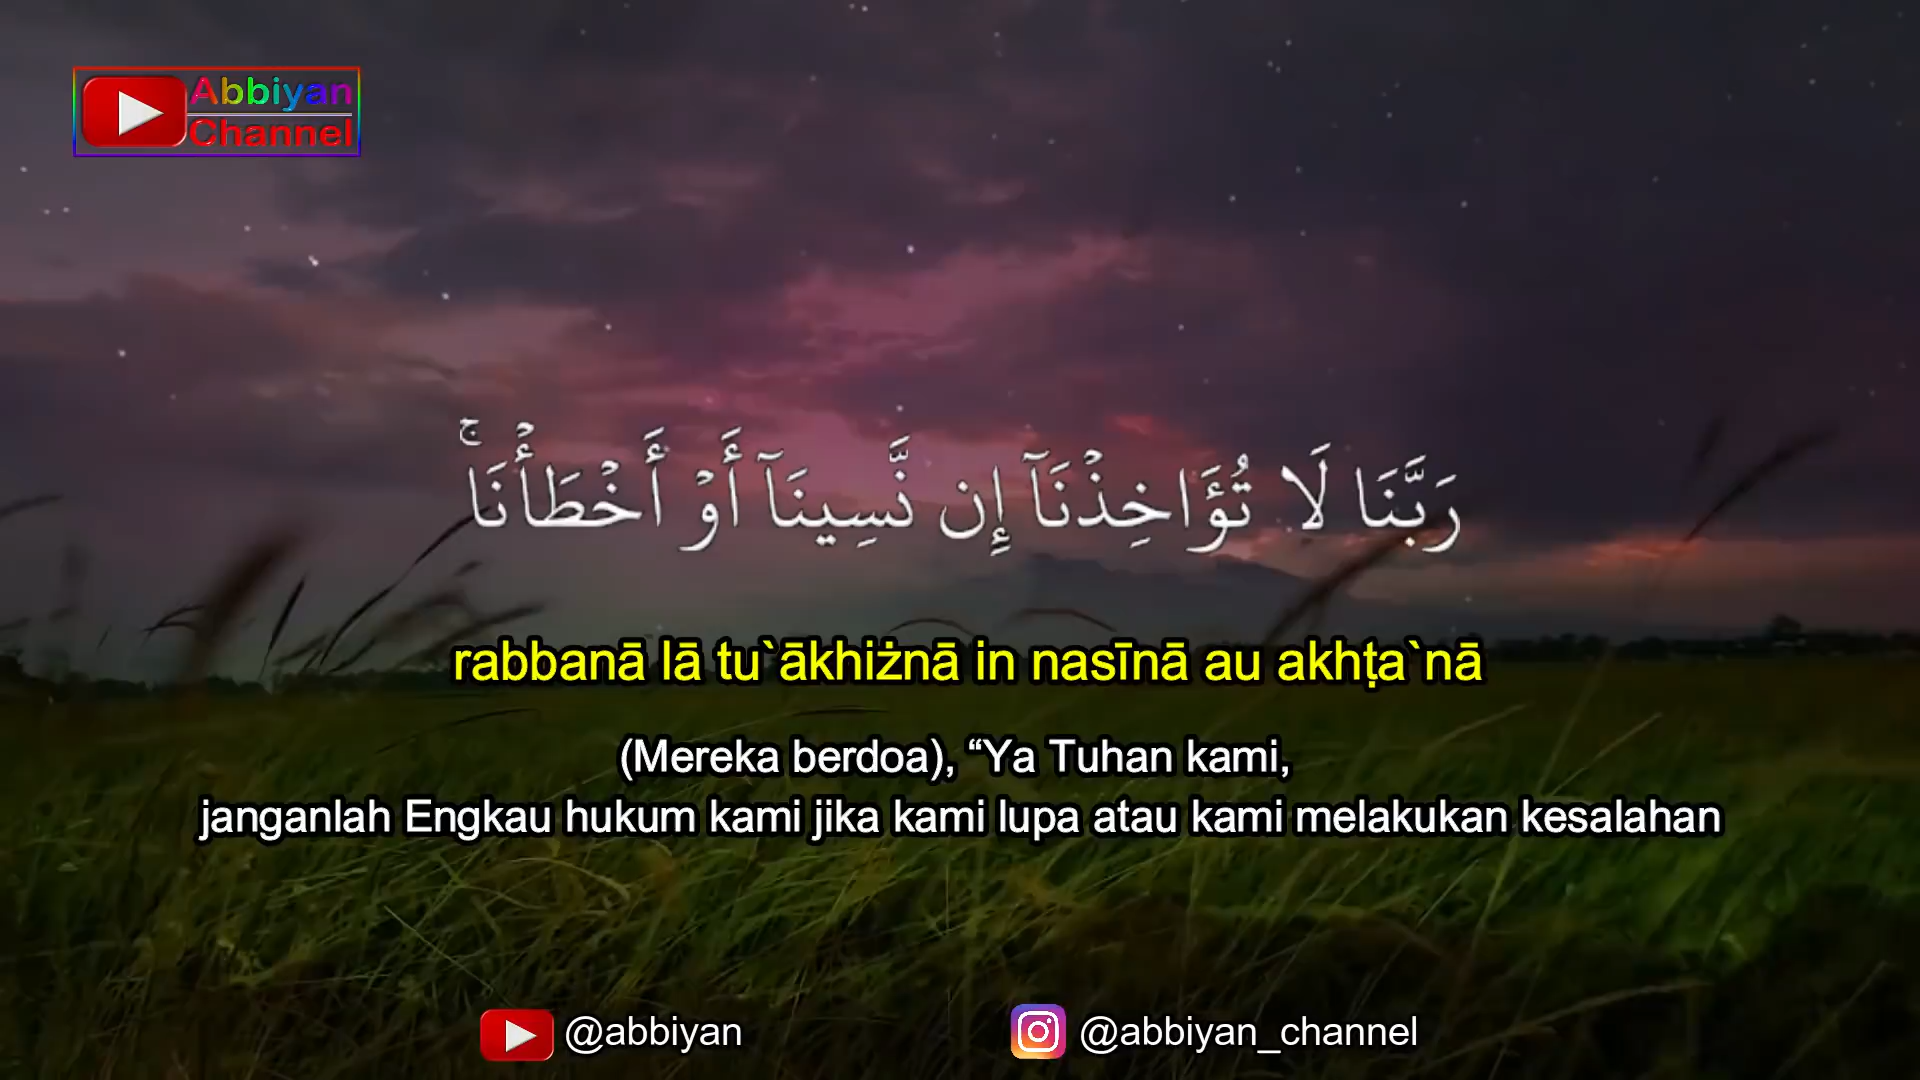 Abbiyan
Channel
رَبَّنَا لَا تُؤَاخِذْنَآ إِن نَّسِينَآ أَوْ أَخْطَأْنَا ۚ
rabbanā lā tu`ākhiżnā in nasīnā au akhṭa`nā
(Mereka berdoa), “Ya Tuhan kami,
janganlah Engkau hukum kami jika kami lupa atau kami melakukan kesalahan
@abbiyan
@abbiyan_channel